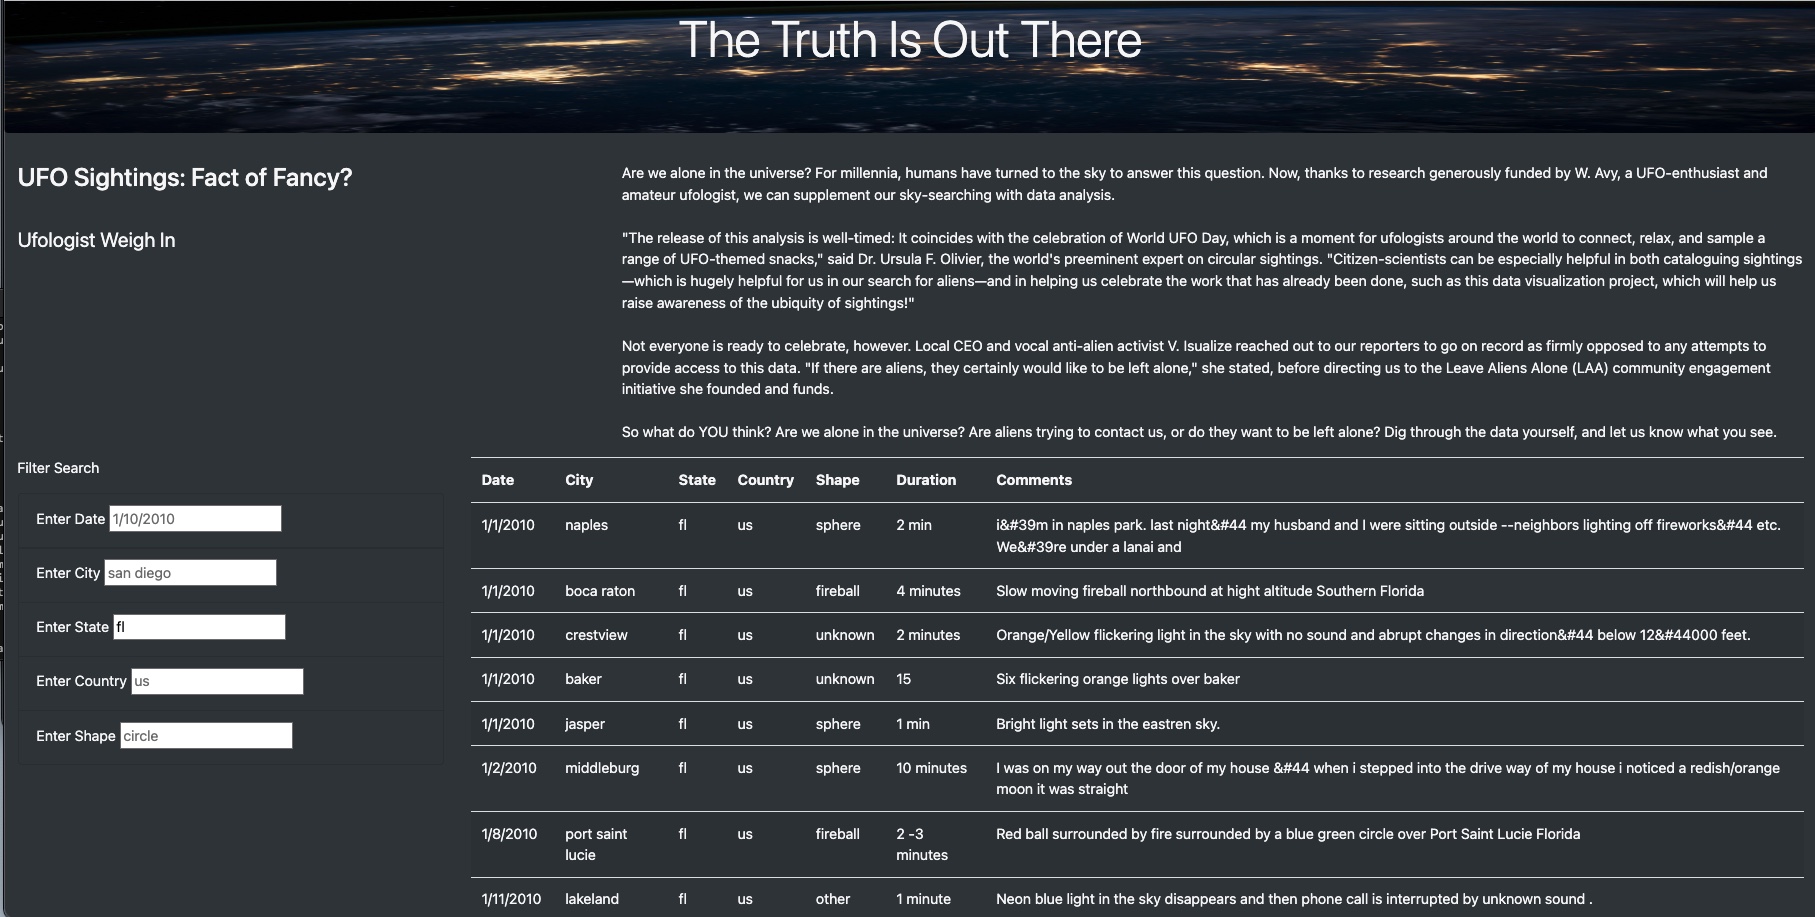 The Truth Is Out There
UFO Sightings: Fact of Fancy?
Ufologist Weigh In
Are we alone in the universe? For millennia, humans have turned to the sky to answer this question. Now, thanks to research generously funded by W. Avy, a UFO-enthusiast and
amateur ufologist, we can supplement our sky-searching with data analysis.
"The release of this analysis is well-timed: It coincides with the celebration of World UFO Day, which is a moment for ufologists around the world to connect, relax, and sample a
range of UFO-themed snacks," said Dr. Ursula F. Olivier, the world's preeminent expert on circular sightings. "Citizen-scientists can be especially helpful in both cataloguing sightings
—which is hugely helpful for us in our search for aliens—and in helping us celebrate the work that has already been done, such as this data visualization project, which will help us
raise awareness of the ubiquity of sightings!"
Not everyone is ready to celebrate, however. Local CEO and vocal anti-alien activist V. Isualize reached out to our reporters to go on record as firmly opposed to any attempts to
provide access to this data. "If there are aliens, they certainly would like to be left alone," she stated, before directing us to the Leave Aliens Alone (LAA) community engagement
initiative she founded and funds.
So what do YOU think? Are we alone in the universe? Are aliens trying to contact us, or do they want to be left alone? Dig through the data yourself, and let us know what you see.
Filter Search
Enter Date 1/10/2010
Enter City san diego
Enter State fl
Enter Country us
Enter Shape circle
Date City State Country Shape Duration Comments
1/1/2010 naples fl us sphere 2 min i&#39m in naples park. last night&#44 my husband and I were sitting outside --neighbors lighting off fireworks&#44 etc.
We&#39re under a lanai and
1/1/2010 boca raton fl us fireball 4 minutes Slow moving fireball northbound at hight altitude Southern Florida
1/1/2010 crestview fl us unknown 2 minutes Orange/Yellow flickering light in the sky with no sound and abrupt changes in direction&#44 below 12&#44000 feet.
1/1/2010 baker fl us unknown 15 Six flickering orange lights over baker
1/1/2010 jasper fl us sphere 1 min Bright light sets in the eastren sky.
1/2/2010 middleburg fl us sphere 10 minutes I was on my way out the door of my house &#44 when i stepped into the drive way of my house i noticed a redish/orange
moon it was straight
1/8/2010 port saint fl us fireball 2 -3 Red ball surrounded by fire surrounded by a blue green circle over Port Saint Lucie Florida
lucie minutes
1/11/2010 lakeland fl us other 1 minute Neon blue light in the sky disappears and then phone call is interrupted by unknown sound .